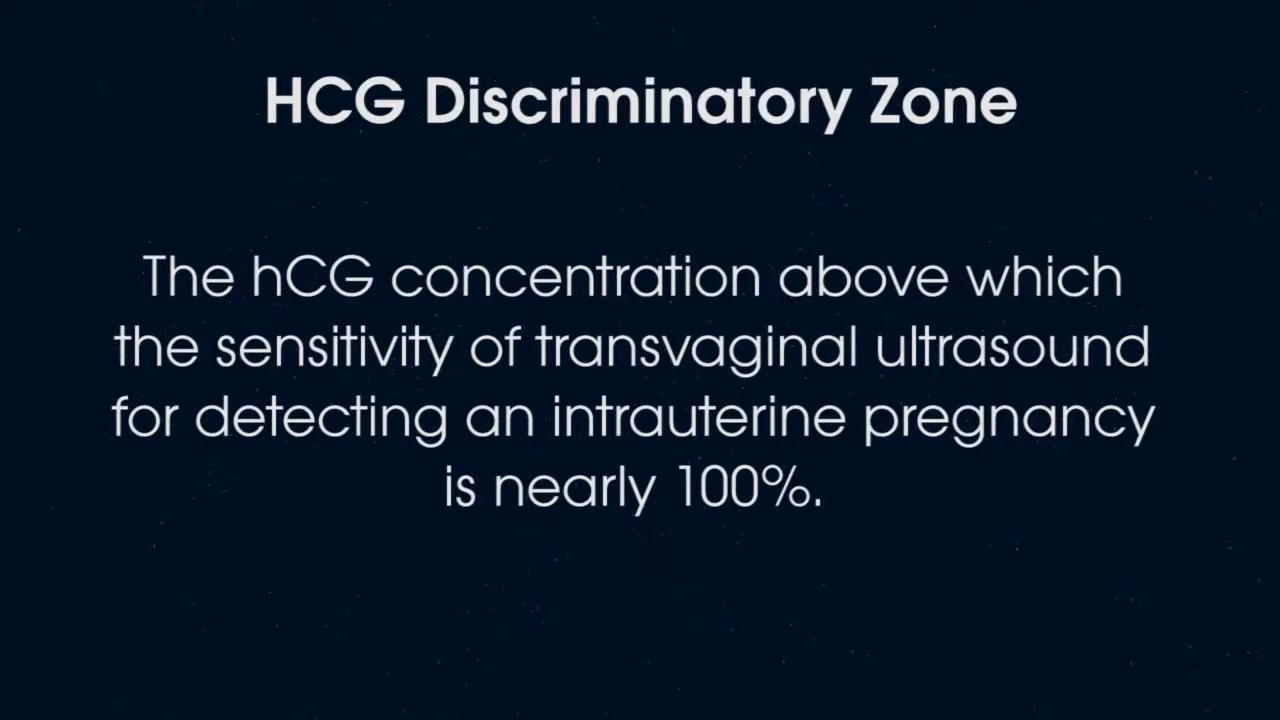 HCG Discriminatory Zone
The hCG concentration above which
the sensitivity of transvaginal ultrasound
for detecting an intrauterine pregnancy
is nearly 100%.